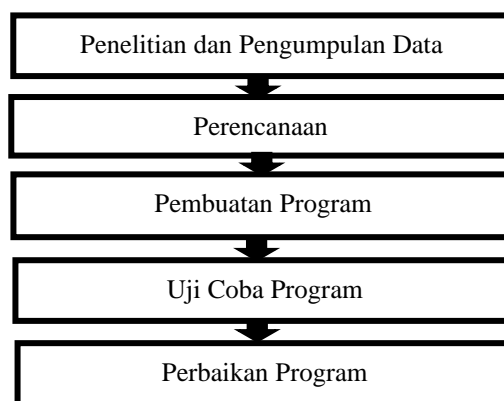 Penelitian dan Pengumpulan Data
Perencanaan
Pembuatan Program
Uji Coba Program
Perbaikan Program